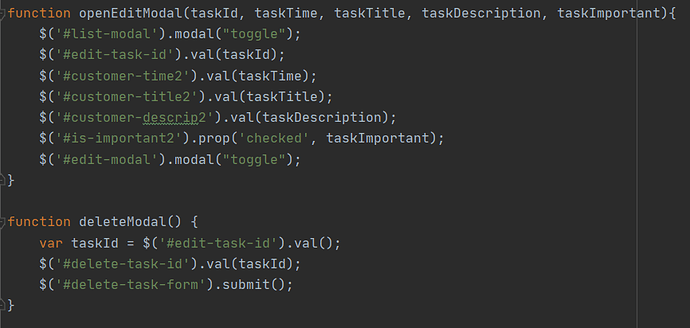 function openEditModal(taskId, taskTime, taskTitle, taskDescription, taskImportant){
    $('#list-modal').modal("toggle");
    $('#edit-task-id').val(taskId);
    $('#customer-time2').val(taskTime);
    $('#customer-title2').val(taskTitle);
    $('#customer-descrip2').val(taskDescription);
    $('#is-important2').prop('checked', taskImportant);
    $('#edit-modal').modal("toggle");
}

function deleteModal() {
    var taskId = $('#edit-task-id').val();
    $('#delete-task-id').val(taskId);
    $('#delete-task-form').submit();
}